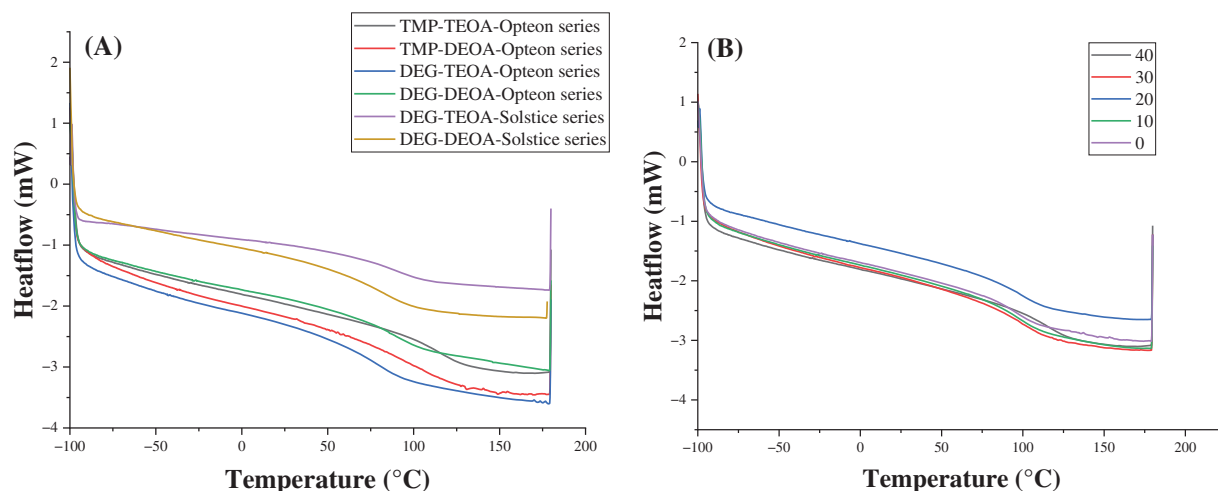 (A)
TMP-TEOA-Opteon series
TMP-DEOA-Opteon series
DEG-TEOA-Opteon series
DEG-DEOA-Opteon series
DEG-TEOA-Solstice series
DEG-DEOA-Solstice series
2
1
0
−1
−2
−3
−4
Heatflow (mW)
−100 −50 0 50 100 150 200
Temperature (°C)
(B)
40
30
20
10
0
2
1
0
−1
−2
−3
−4
Heatflow (mW)
−100 −50 0 50 100 150 200
Temperature (°C)